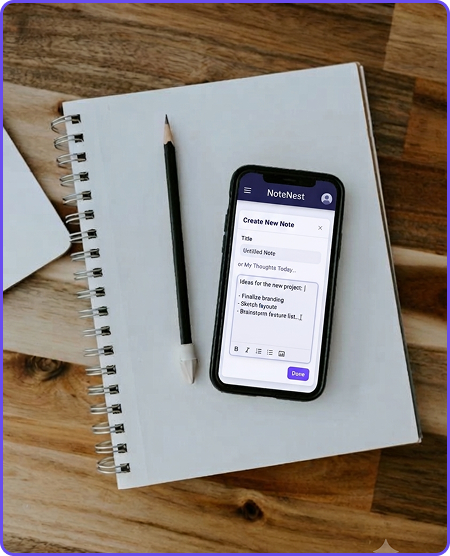 NoteNest
Create New Note
Title
Untitled Note
or My Thoughts Today...
Ideas for the new project:
- Finalize branding
- Sketch layouts
- Brainstorm feature list...
B I
Done